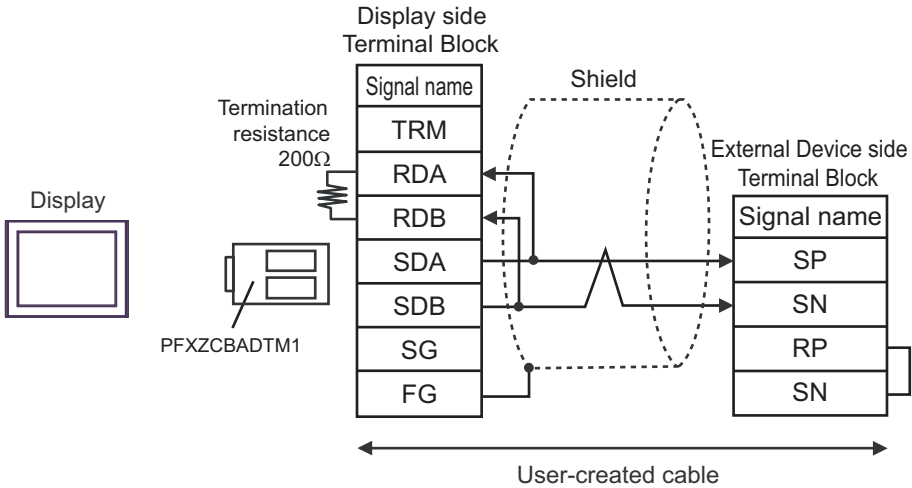 Display side
Terminal Block
Signal name
TRM
RDA
RDB
SDA
SDB
SG
FG
Termination
resistance
200Ω
Shield
External Device side
Terminal Block
Signal name
SP
SN
RP
SN
Display
PFXZCBADTM1
User-created cable